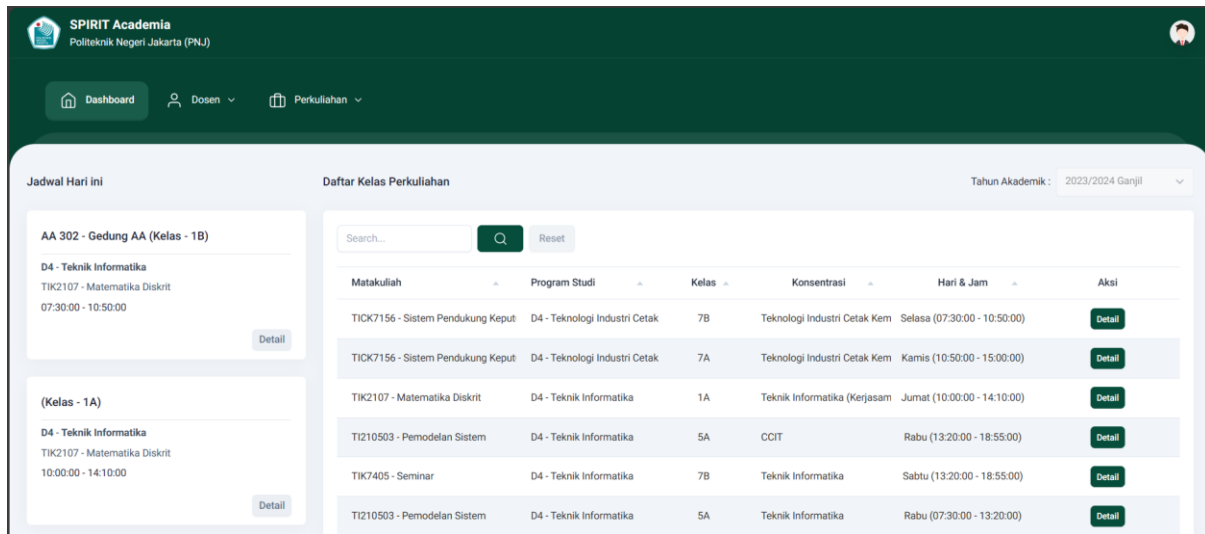 SPIRIT Academia
Politeknik Negeri Jakarta (PNJ)
Dashboard Dosen Perkuliahan
Jadwal Hari ini
AA 302 - Gedung AA (Kelas - 1B)
D4 - Teknik Informatika
TIK2107 - Matematika Diskrit
07:30:00 - 10:50:00
Detail
(Kelas - 1A)
D4 - Teknik Informatika
TIK2107 - Matematika Diskrit
10:00:00 - 14:10:00
Detail
Daftar Kelas Perkuliahan
Tahun Akademik : 2023/2024 Ganjil
Search... Reset
Matakuliah Program Studi Kelas Konsentrasi Hari & Jam Aksi
TICK7156 - Sistem Pendukung Keput D4 - Teknologi Industri Cetak 7B Teknologi Industri Cetak Kem Selasa (07:30:00 - 10:50:00) Detail
TICK7156 - Sistem Pendukung Keput D4 - Teknologi Industri Cetak 7A Teknologi Industri Cetak Kem Kamis (10:50:00 - 15:00:00) Detail
TIK2107 - Matematika Diskrit D4 - Teknik Informatika 1A Teknik Informatika (Kerjasam Jumat (10:00:00 - 14:10:00) Detail
TI210503 - Pemodelan Sistem D4 - Teknik Informatika 5A CCIT Rabu (13:20:00 - 18:55:00) Detail
TIK7405 - Seminar D4 - Teknik Informatika 7B Teknik Informatika Sabtu (13:20:00 - 18:55:00) Detail
TI210503 - Pemodelan Sistem D4 - Teknik Informatika 5A Teknik Informatika Rabu (07:30:00 - 13:20:00) Detail